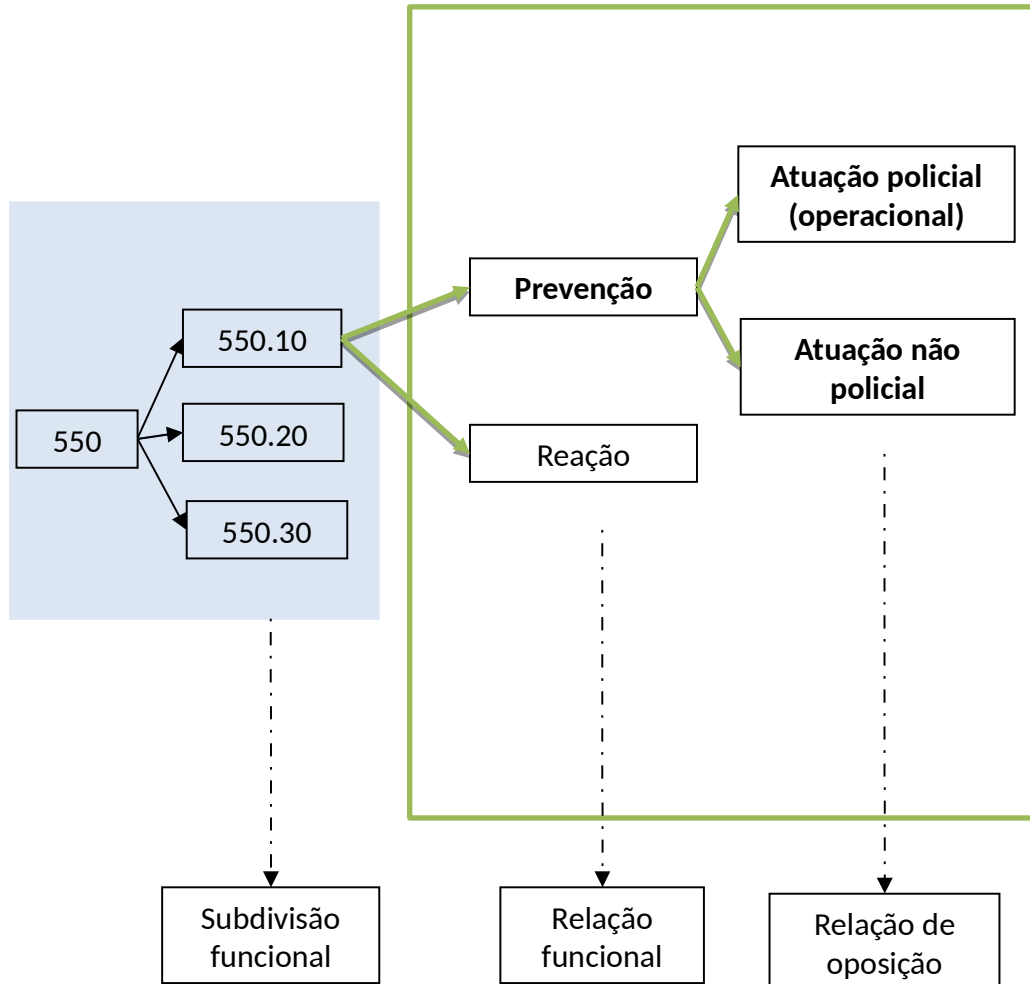 550
550.10
550.20
550.30
Prevenção
Reação
Atuação policial
(operacional)
Atuação não
policial
Subdivisão
funcional
Relação
funcional
Relação de
oposição